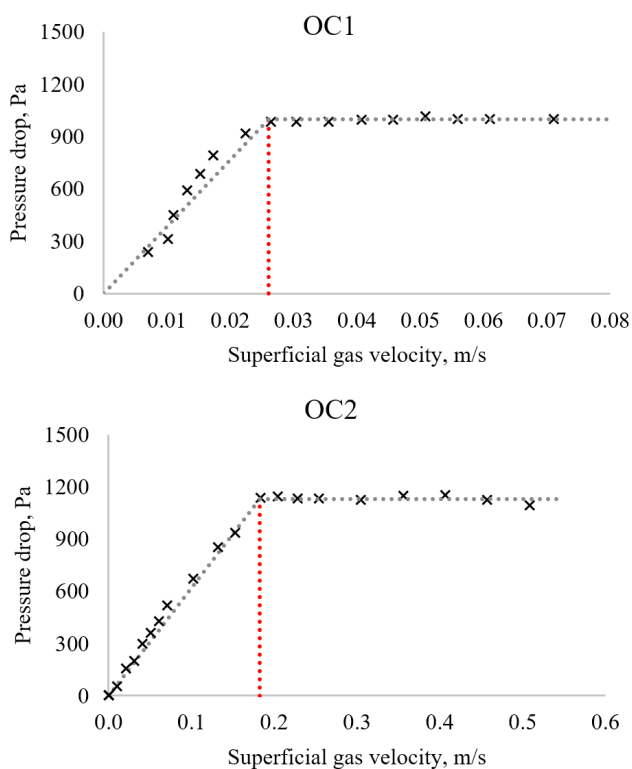 OC1
1500
1200
900
600
300
0
Pressure drop, Pa
0.00 0.01 0.02 0.03 0.04 0.05 0.06 0.07 0.08
Superficial gas velocity, m/s
OC2
1500
1200
900
600
300
0
Pressure drop, Pa
0.0 0.1 0.2 0.3 0.4 0.5 0.6
Superficial gas velocity, m/s